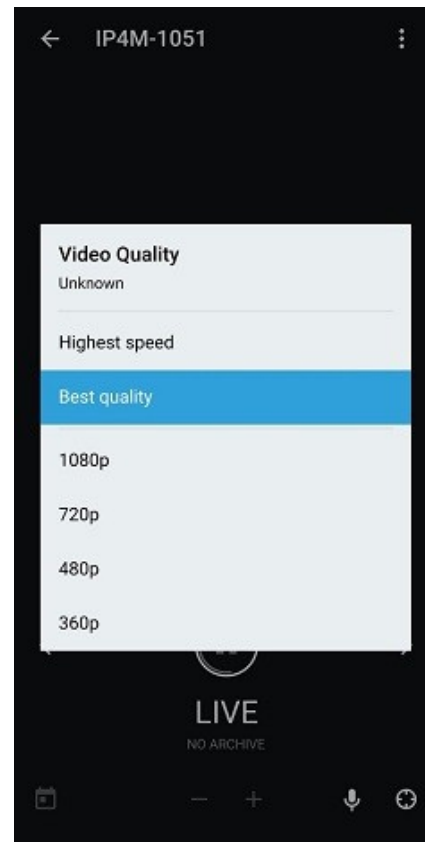 IP4M-1051
Video Quality
Unknown
Highest speed
Best quality
1080p
720p
480p
360p
LIVE
NO ARCHIVE